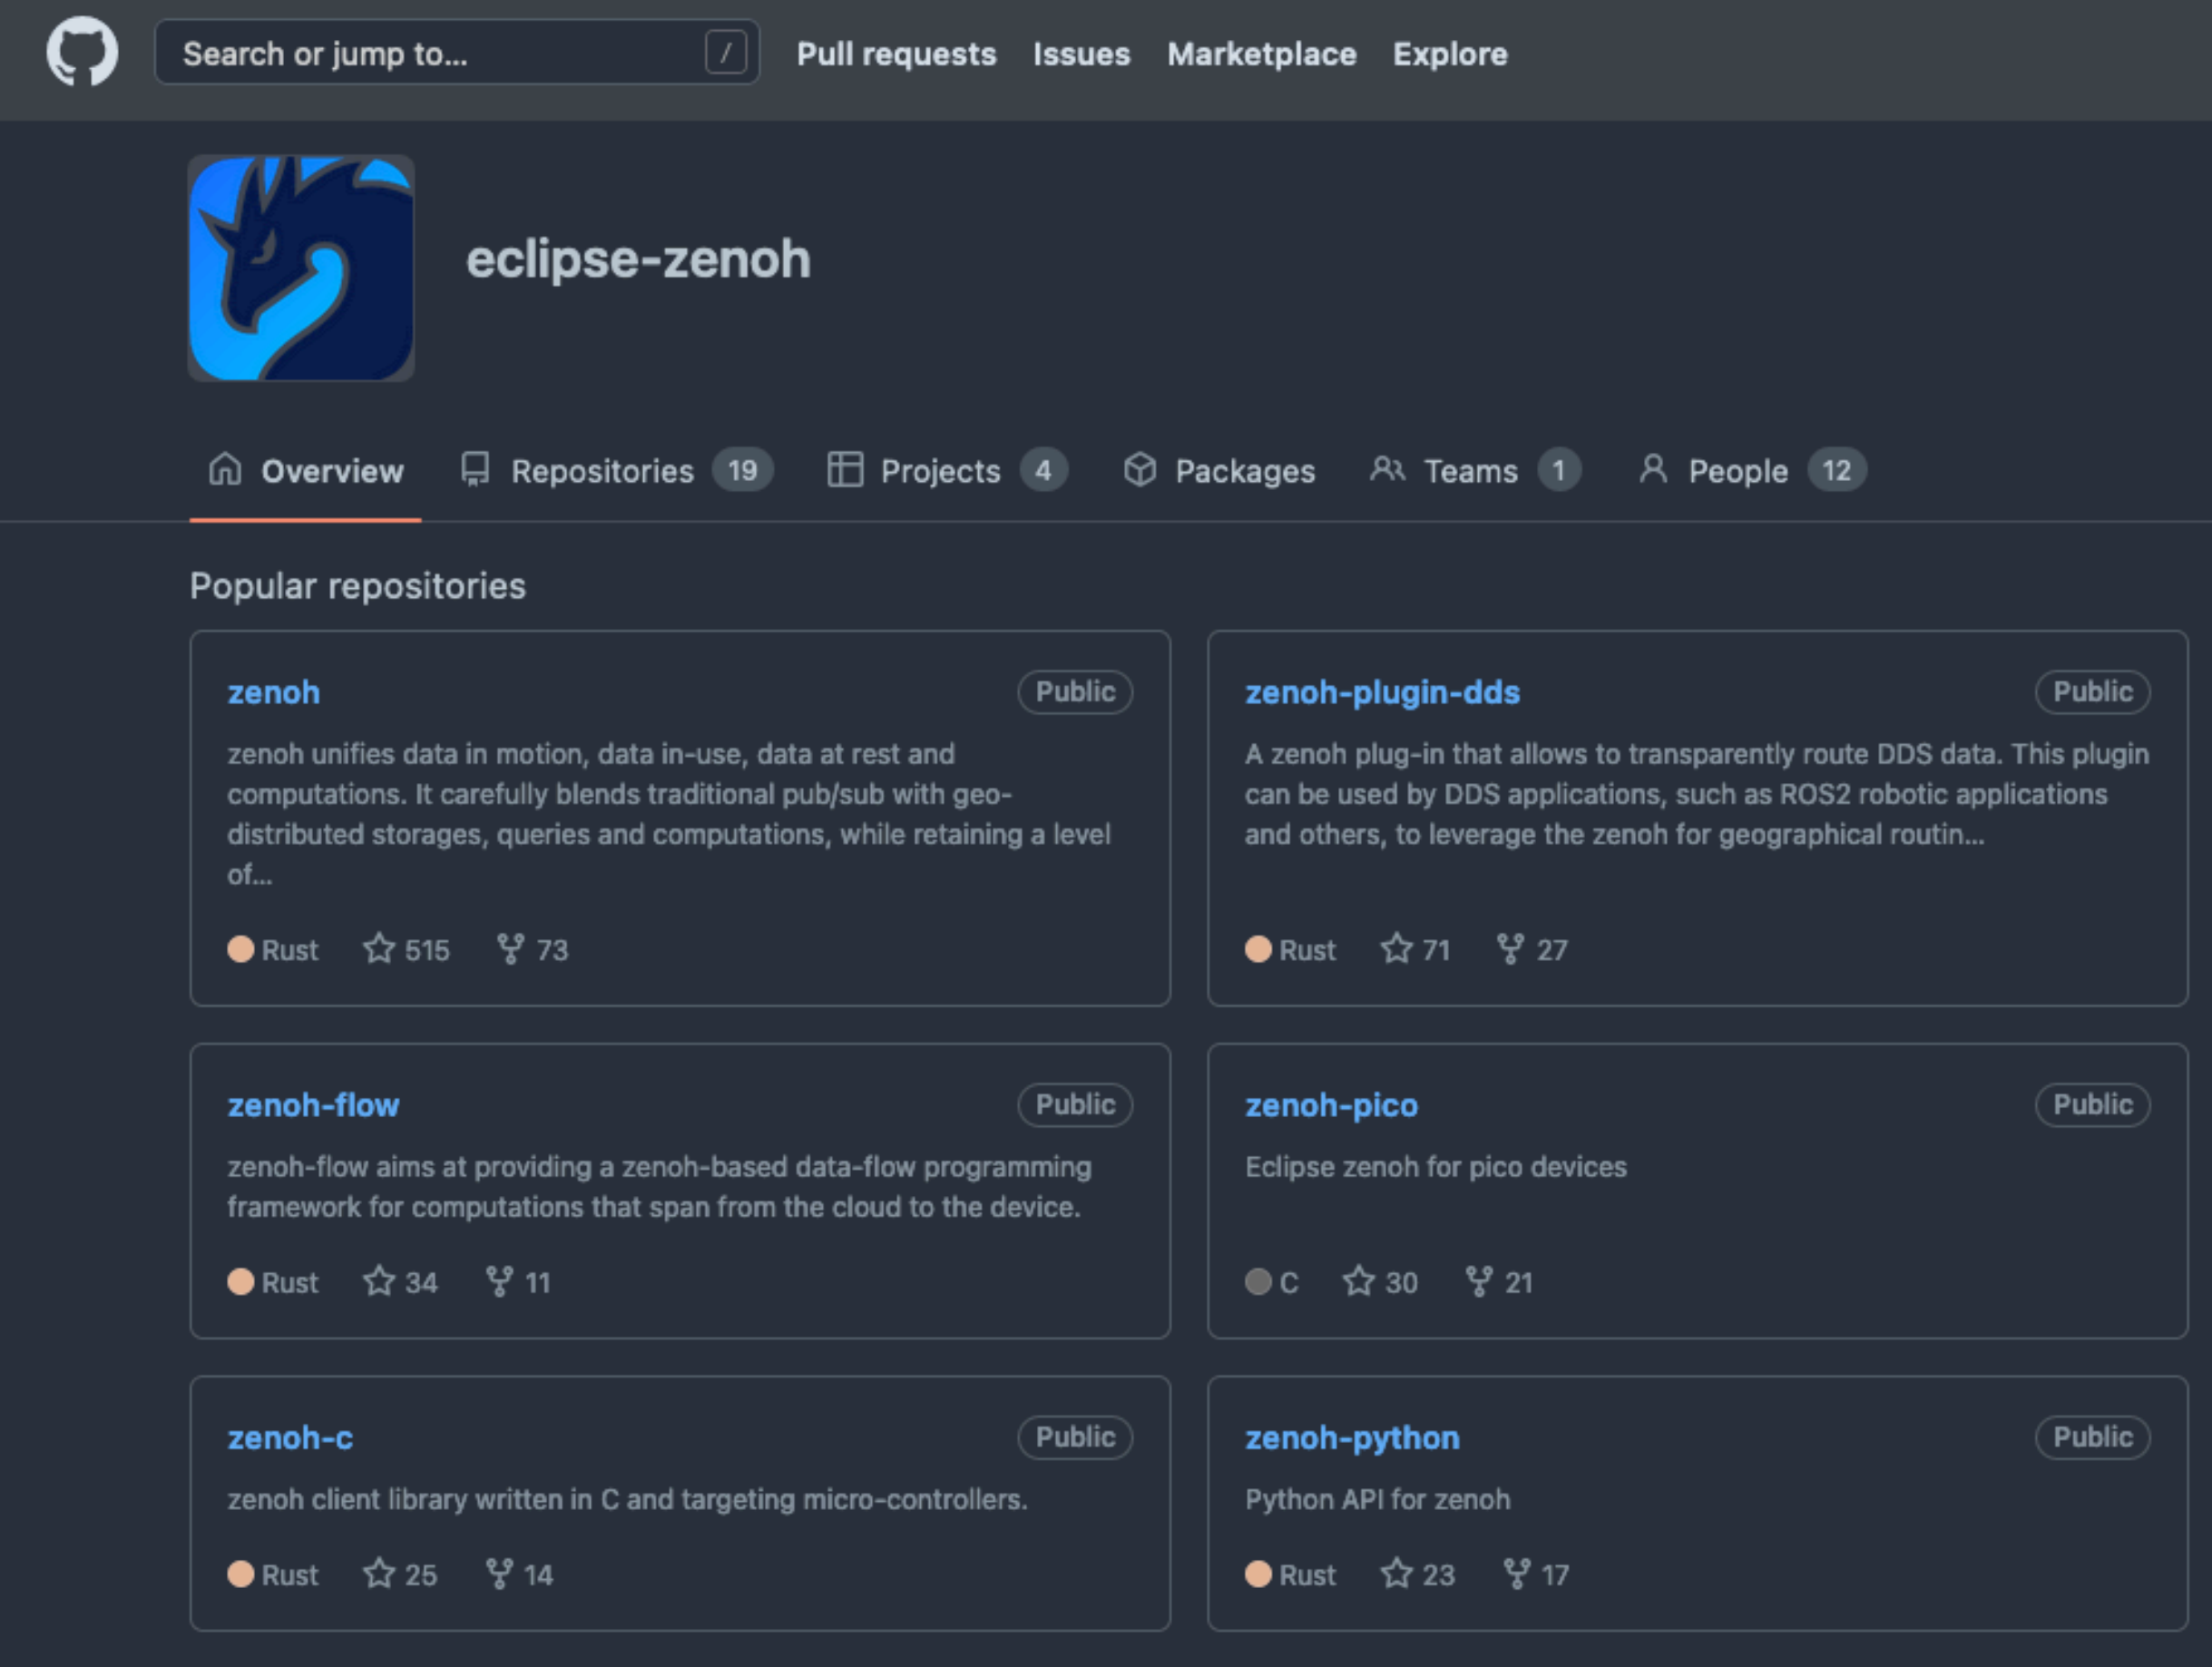 Search or jump to... /
Pull requests Issues Marketplace Explore
eclipse-zenoh
Overview Repositories 19 Projects 4 Packages Teams 1 People 12
Popular repositories
zenoh Public
zenoh unifies data in motion, data in-use, data at rest and
computations. It carefully blends traditional pub/sub with geo-
distributed storages, queries and computations, while retaining a level
of...
Rust 515 73
zenoh-plugin-dds Public
A zenoh plug-in that allows to transparently route DDS data. This plugin
can be used by DDS applications, such as ROS2 robotic applications
and others, to leverage the zenoh for geographical routin...
Rust 71 27
zenoh-flow Public
zenoh-flow aims at providing a zenoh-based data-flow programming
framework for computations that span from the cloud to the device.
Rust 34 11
zenoh-pico Public
Eclipse zenoh for pico devices
C 30 21
zenoh-c Public
zenoh client library written in C and targeting micro-controllers.
Rust 25 14
zenoh-python Public
Python API for zenoh
Rust 23 17